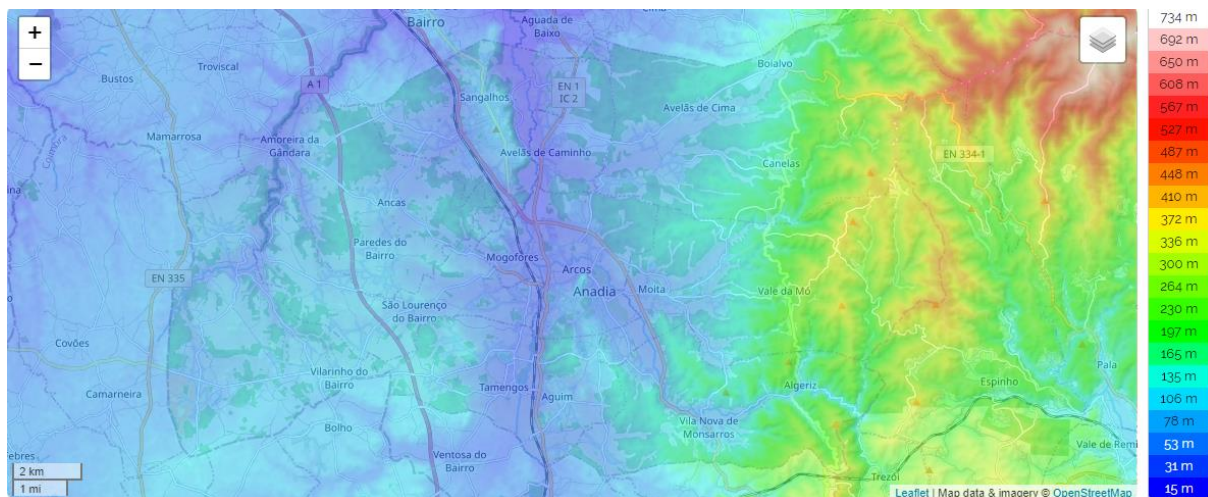 +
−
Bairro
Aguada de
Baixo
Bustos
Troviscal
A 1
EN 1
IC 2
Sangalhos
Boialvo
Avelãs de Cima
Mamarrosa
Amoreira da
Gândara
Coimbra
Avelãs de Caminho
Canelas
EN 334-1
Ancas
Paredes do
Bairro
Mogofores
Arcos
Anadia
Moita
Vale da Mó
EN 335
São Lourenço
do Bairro
Covões
Vilarinho do
Bairro
Camarneira
Tamengos
Aguim
Algeriz
Espinho
Pala
Vila Nova de
Monsarros
Bolho
Ventosa do
Bairro
Vale de Remi
Trezói
ebres
2 km
1 mi
Leaflet | Map data & imagery © OpenStreetMap
734 m
692 m
650 m
608 m
567 m
527 m
487 m
448 m
410 m
372 m
336 m
300 m
264 m
230 m
197 m
165 m
135 m
106 m
78 m
53 m
31 m
15 m